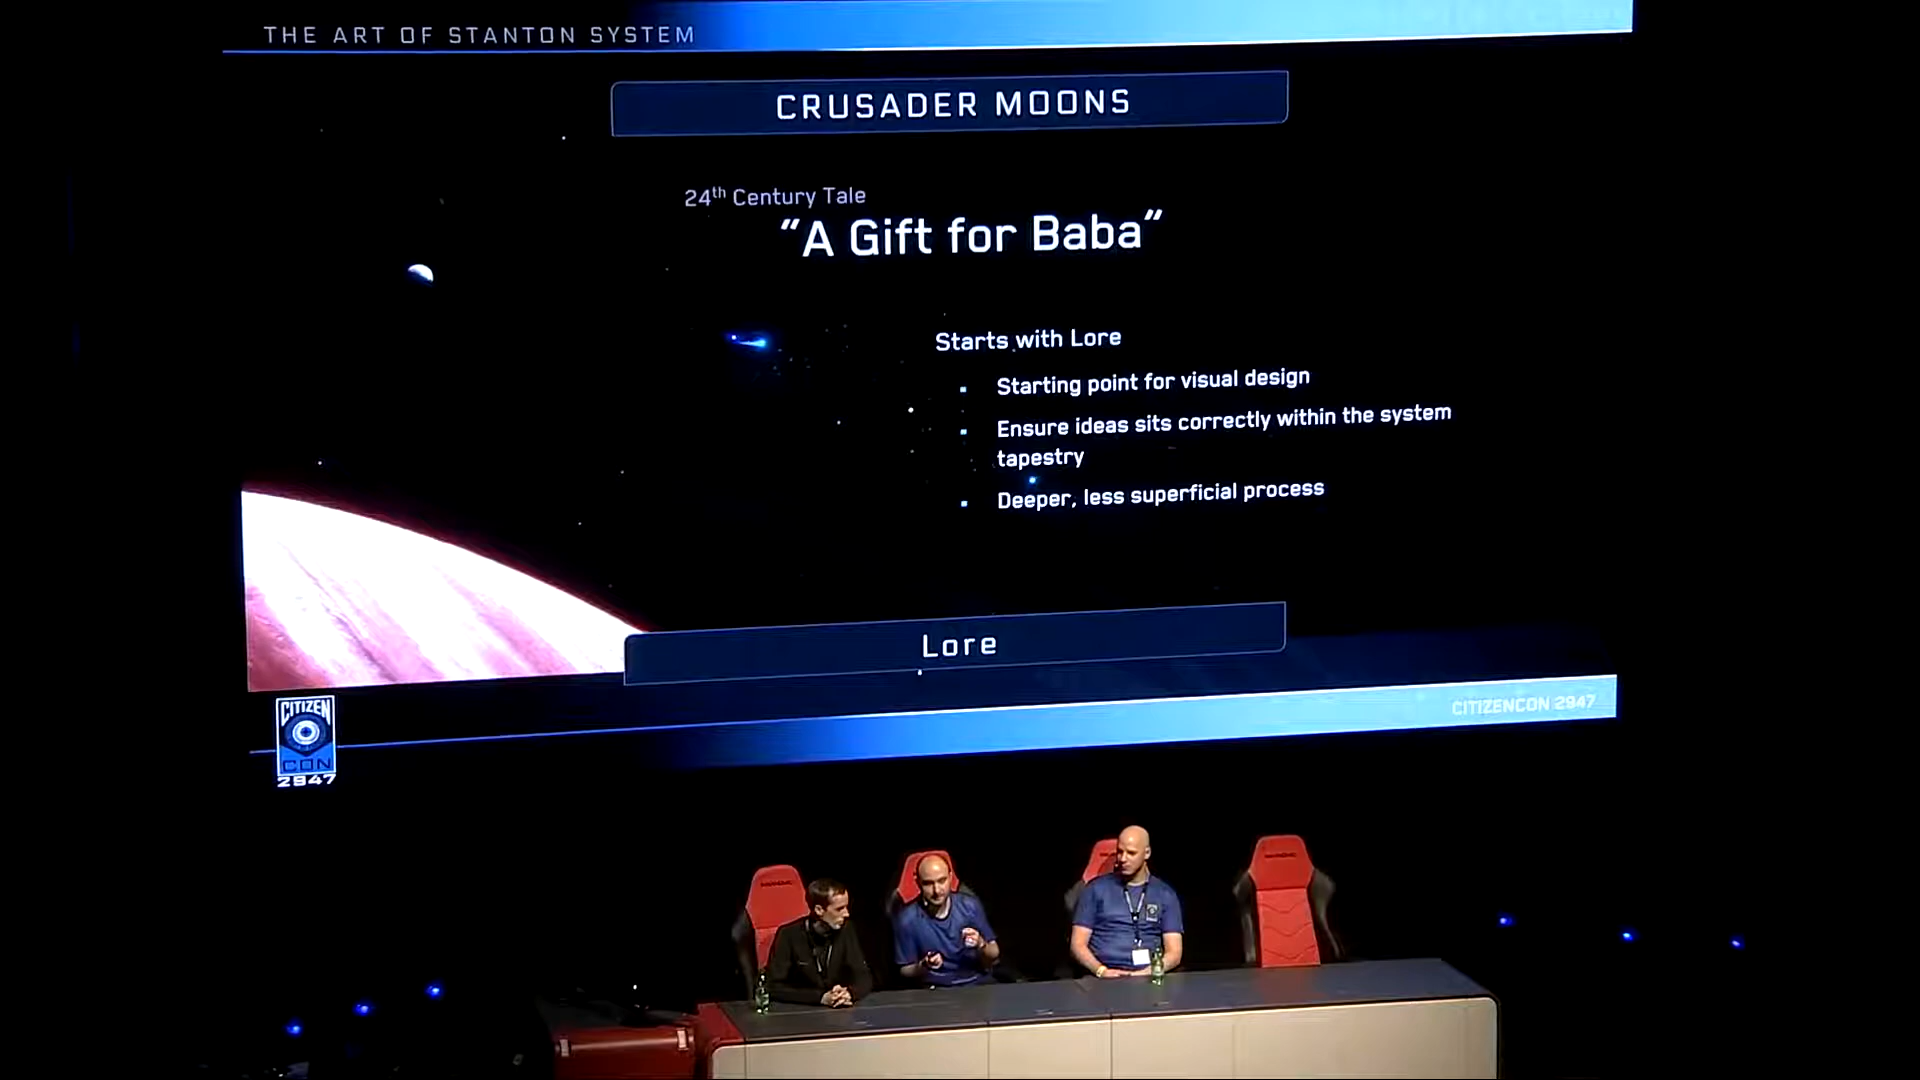 THE ART OF STANTON SYSTEM
CRUSADER MOONS
24th Century Tale
“A Gift for Baba”
Starts with Lore
▪ Starting point for visual design
▪ Ensure ideas sits correctly within the system
tapestry
▪ Deeper, less superficial process
Lore
CITIZENCON 2947
CITIZEN
CON
2947